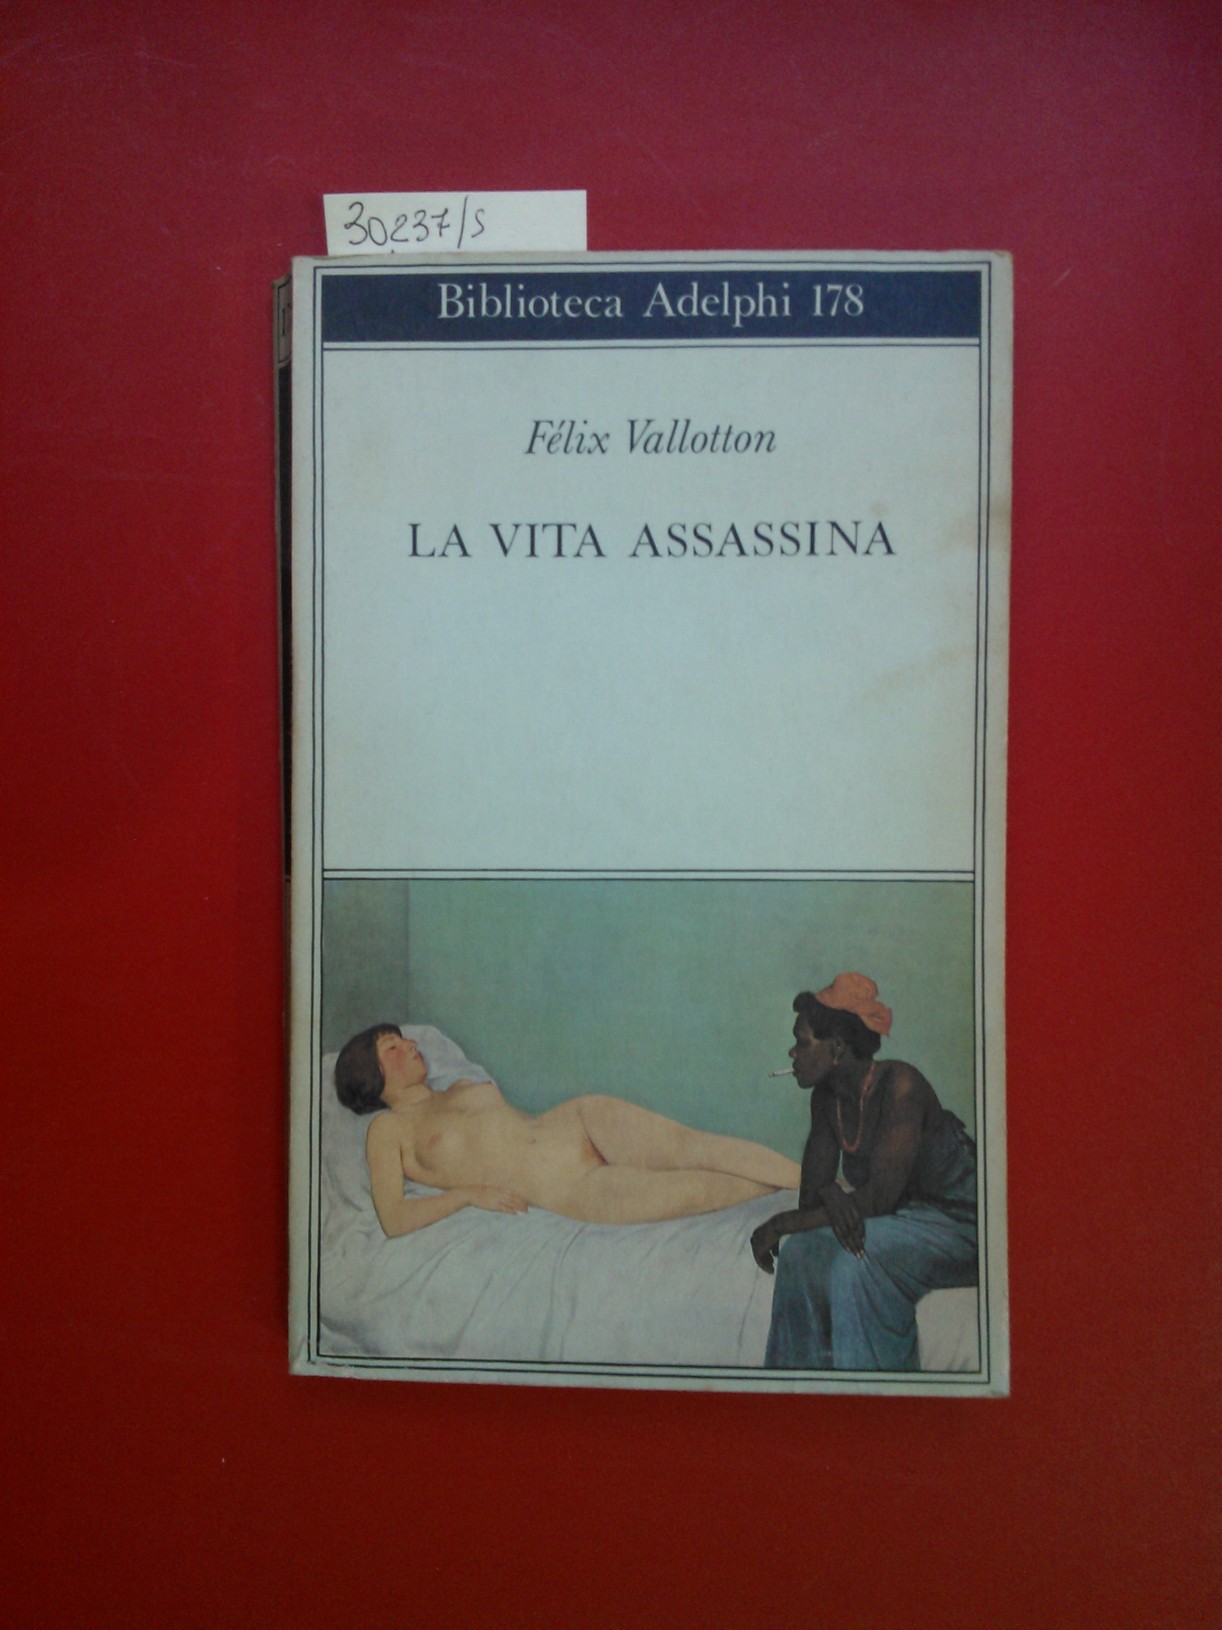 30237/s
Biblioteca Adelphi 178
Félix Vallotton
LA VITA ASSASSINA